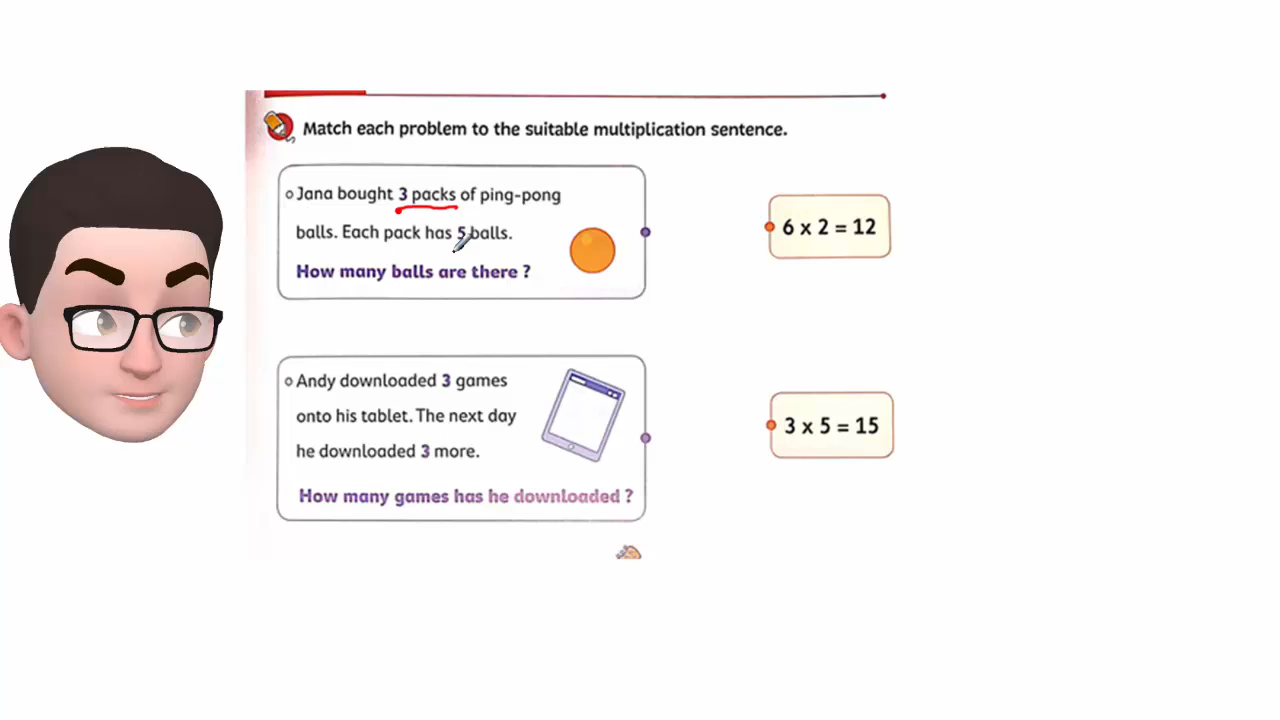 Match each problem to the suitable multiplication sentence.
Jana bought 3 packs of ping-pong
balls. Each pack has 5 balls.
How many balls are there ?
6 x 2 = 12
Andy downloaded 3 games
onto his tablet. The next day
he downloaded 3 more.
How many games has he downloaded ?
3 x 5 = 15